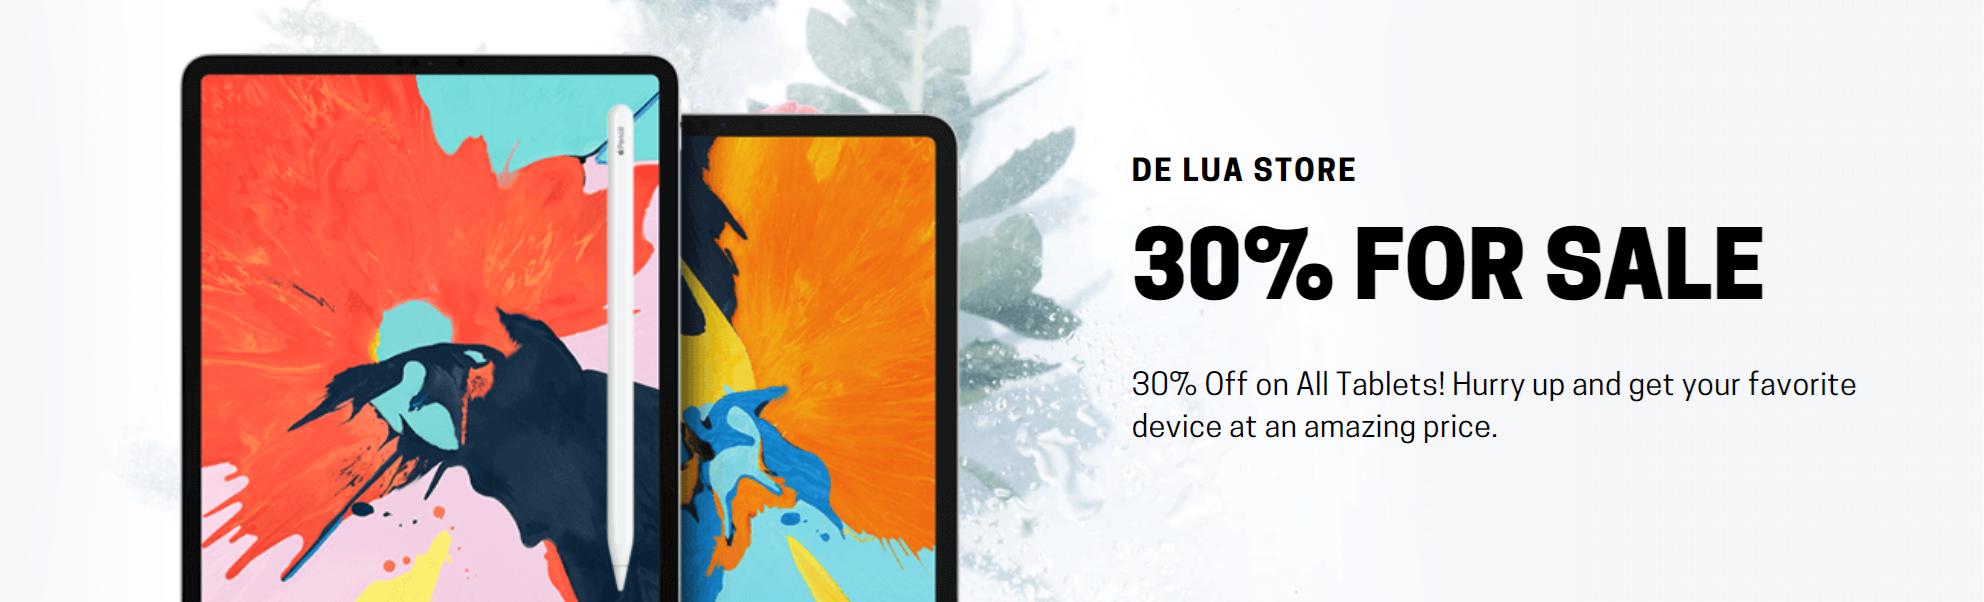 DE LUA STORE
30% FOR SALE
30% Off on All Tablets! Hurry up and get your favorite
device at an amazing price.
Pencil